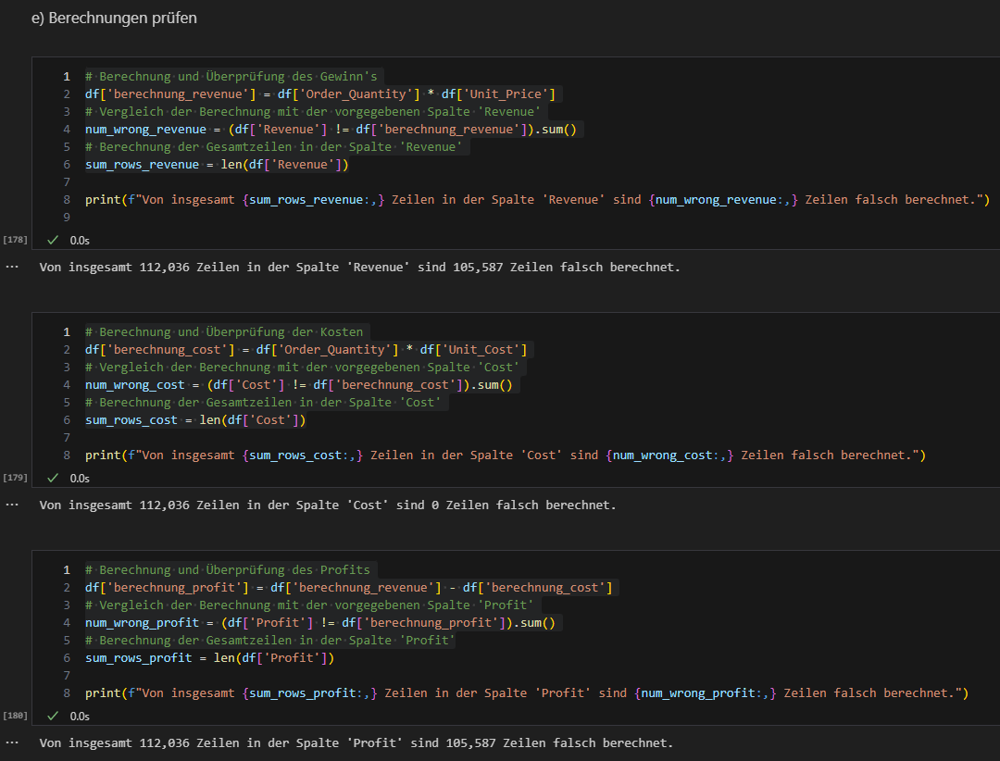 e) Berechnungen prüfen
1 # Berechnung und Überprüfung des Gewinn's
2 df['berechnung_revenue'] = df['Order_Quantity'] * df['Unit_Price']
3 # Vergleich der Berechnung mit der vorgegebenen Spalte 'Revenue'
4 num_wrong_revenue = (df['Revenue'] != df['berechnung_revenue']).sum()
5 # Berechnung der Gesamtzeilen in der Spalte 'Revenue'
6 sum_rows_revenue = len(df['Revenue'])
7
8 print(f"Von insgesamt {sum_rows_revenue:,} Zeilen in der Spalte 'Revenue' sind {num_wrong_revenue:,} Zeilen falsch berechnet.")
9
[178] ✓ 0.0s
... Von insgesamt 112,036 Zeilen in der Spalte 'Revenue' sind 105,587 Zeilen falsch berechnet.
1 # Berechnung und Überprüfung der Kosten
2 df['berechnung_cost'] = df['Order_Quantity'] * df['Unit_Cost']
3 # Vergleich der Berechnung mit der vorgegebenen Spalte 'Cost'
4 num_wrong_cost = (df['Cost'] != df['berechnung_cost']).sum()
5 # Berechnung der Gesamtzeilen in der Spalte 'Cost'
6 sum_rows_cost = len(df['Cost'])
7
8 print(f"Von insgesamt {sum_rows_cost:,} Zeilen in der Spalte 'Cost' sind {num_wrong_cost:,} Zeilen falsch berechnet.")
[179] ✓ 0.0s
... Von insgesamt 112,036 Zeilen in der Spalte 'Cost' sind 0 Zeilen falsch berechnet.
1 # Berechnung und Überprüfung des Profits
2 df['berechnung_profit'] = df['berechnung_revenue'] - df['berechnung_cost']
3 # Vergleich der Berechnung mit der vorgegebenen Spalte 'Profit'
4 num_wrong_profit = (df['Profit'] != df['berechnung_profit']).sum()
5 # Berechnung der Gesamtzeilen in der Spalte 'Profit'
6 sum_rows_profit = len(df['Profit'])
7
8 print(f"Von insgesamt {sum_rows_profit:,} Zeilen in der Spalte 'Profit' sind {num_wrong_profit:,} Zeilen falsch berechnet.")
[180] ✓ 0.0s
... Von insgesamt 112,036 Zeilen in der Spalte 'Profit' sind 105,587 Zeilen falsch berechnet.